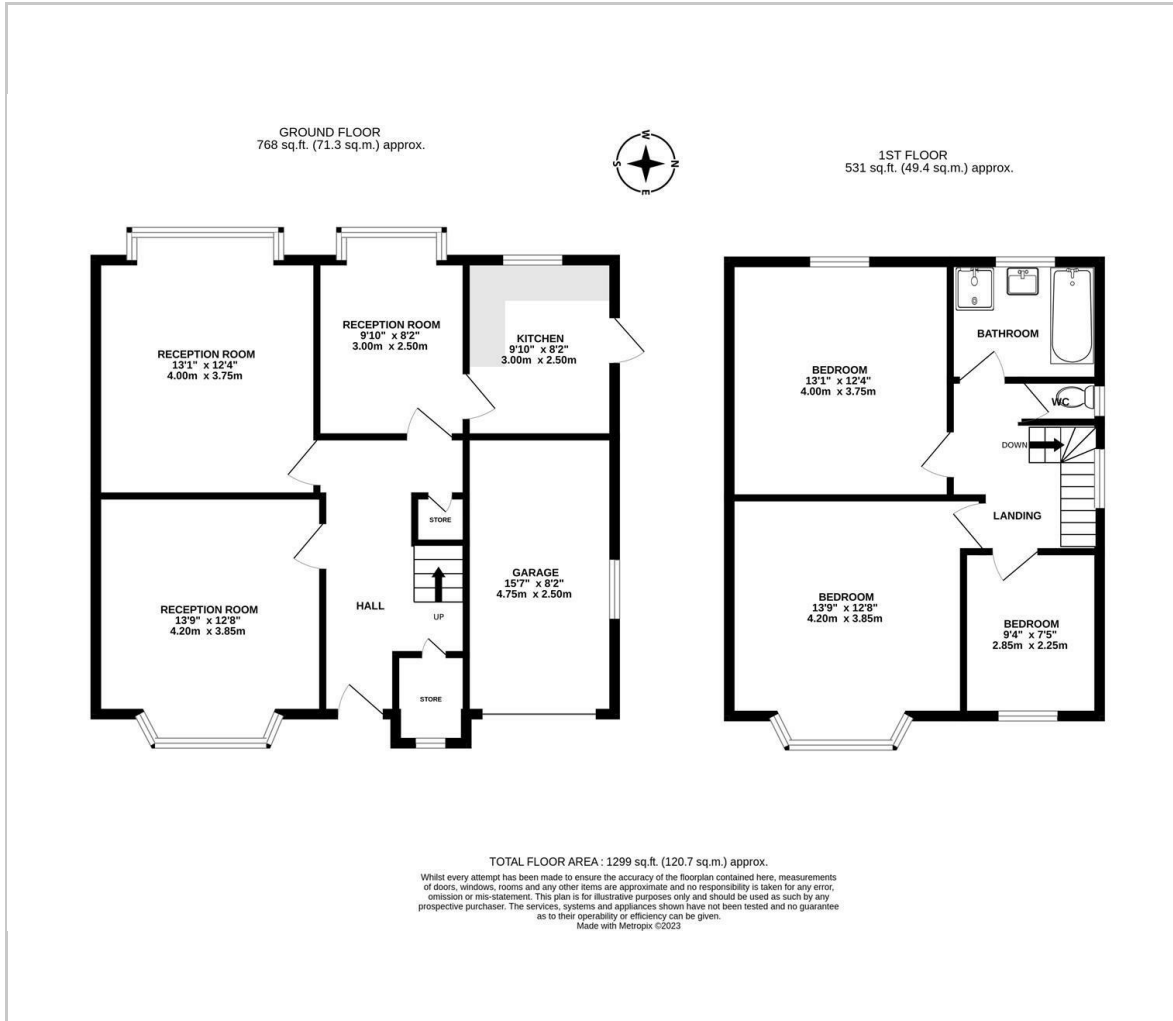 GROUND FLOOR
768 sq.ft. (71.3 sq.m.) approx.
W
N
S
E
1ST FLOOR
531 sq.ft. (49.4 sq.m.) approx.
RECEPTION ROOM
13'1" x 12'4"
4.00m x 3.75m
RECEPTION ROOM
9'10" x 8'2"
3.00m x 2.50m
KITCHEN
9'10" x 8'2"
3.00m x 2.50m
STORE
GARAGE
15'7" x 8'2"
4.75m x 2.50m
RECEPTION ROOM
13'9" x 12'8"
4.20m x 3.85m
HALL
UP
STORE
BEDROOM
13'1" x 12'4"
4.00m x 3.75m
BATHROOM
WC
DOWN
LANDING
BEDROOM
13'9" x 12'8"
4.20m x 3.85m
BEDROOM
9'4" x 7'5"
2.85m x 2.25m
TOTAL FLOOR AREA : 1299 sq.ft. (120.7 sq.m.) approx.
Whilst every attempt has been made to ensure the accuracy of the floorplan contained here, measurements
of doors, windows, rooms and any other items are approximate and no responsibility is taken for any error,
omission or mis-statement. This plan is for illustrative purposes only and should be used as such by any
prospective purchaser. The services, systems and appliances shown have not been tested and no guarantee
as to their operability or efficiency can be given.
Made with Metropix ©2023